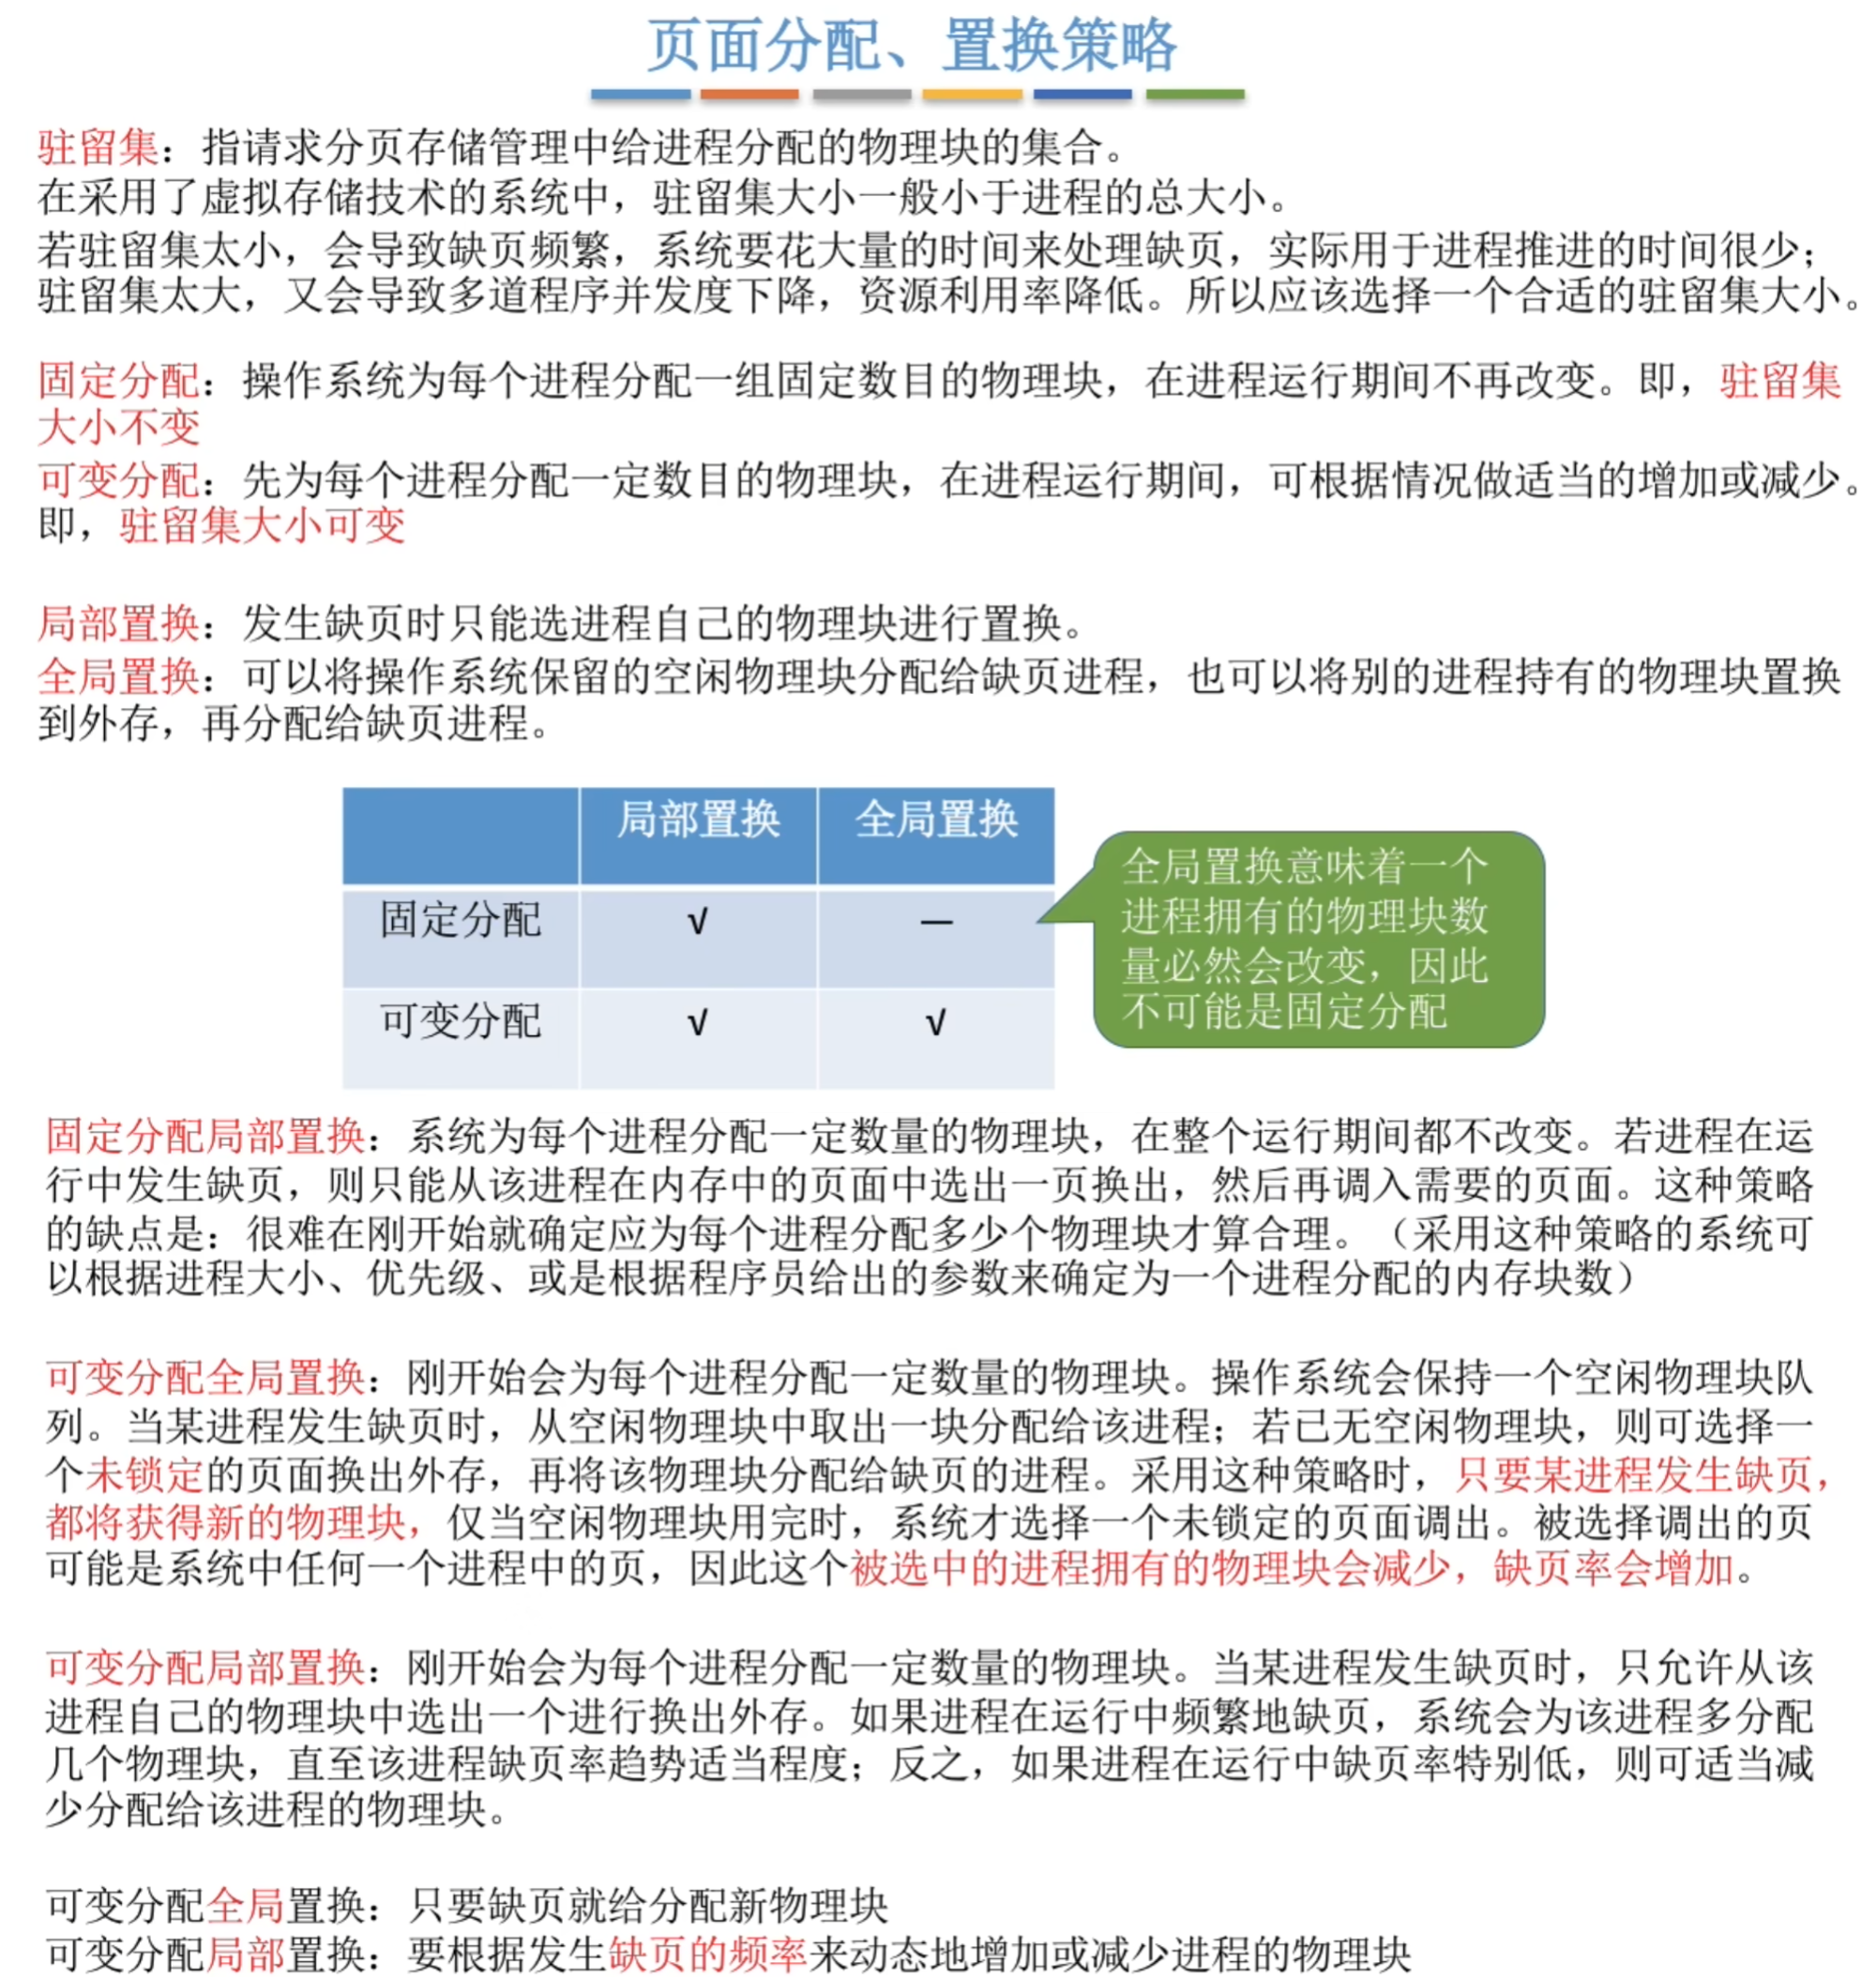 页面分配、置换策略
驻留集：指请求分页存储管理中给进程分配的物理块的集合。
在采用了虚拟存储技术的系统中，驻留集大小一般小于进程的总大小。
若驻留集太小，会导致缺页频繁，系统要花大量的时间来处理缺页，实际用于进程推进的时间很少；
驻留集太大，又会导致多道程序并发度下降，资源利用率降低。所以应该选择一个合适的驻留集大小。
固定分配：操作系统为每个进程分配一组固定数目的物理块，在进程运行期间不再改变。即，驻留集
大小不变
可变分配：先为每个进程分配一定数目的物理块，在进程运行期间，可根据情况做适当的增加或减少。
即，驻留集大小可变
局部置换：发生缺页时只能选进程自己的物理块进行置换。
全局置换：可以将操作系统保留的空闲物理块分配给缺页进程，也可以将别的进程持有的物理块置换
到外存，再分配给缺页进程。
局部置换 全局置换
固定分配 √ —
可变分配 √ √
全局置换意味着一个
进程拥有的物理块数
量必然会改变，因此
不可能是固定分配
固定分配局部置换：系统为每个进程分配一定数量的物理块，在整个运行期间都不改变。若进程在运
行中发生缺页，则只能从该进程在内存中的页面中选出一页换出，然后再调入需要的页面。这种策略
的缺点是：很难在刚开始就确定应为每个进程分配多少个物理块才算合理。（采用这种策略的系统可
以根据进程大小、优先级、或是根据程序员给出的参数来确定为一个进程分配的内存块数）
可变分配全局置换：刚开始会为每个进程分配一定数量的物理块。操作系统会保持一个空闲物理块队
列。当某进程发生缺页时，从空闲物理块中取出一块分配给该进程；若已无空闲物理块，则可选择一
个未锁定的页面换出外存，再将该物理块分配给缺页的进程。采用这种策略时，只要某进程发生缺页，
都将获得新的物理块，仅当空闲物理块用完时，系统才选择一个未锁定的页面调出。被选择调出的页
可能是系统中任何一个进程中的页，因此这个被选中的进程拥有的物理块会减少，缺页率会增加。
可变分配局部置换：刚开始会为每个进程分配一定数量的物理块。当某进程发生缺页时，只允许从该
进程自己的物理块中选出一个进行换出外存。如果进程在运行中频繁地缺页，系统会为该进程多分配
几个物理块，直至该进程缺页率趋势适当程度；反之，如果进程在运行中缺页率特别低，则可适当减
少分配给该进程的物理块。
可变分配全局置换：只要缺页就给分配新物理块
可变分配局部置换：要根据发生缺页的频率来动态地增加或减少进程的物理块